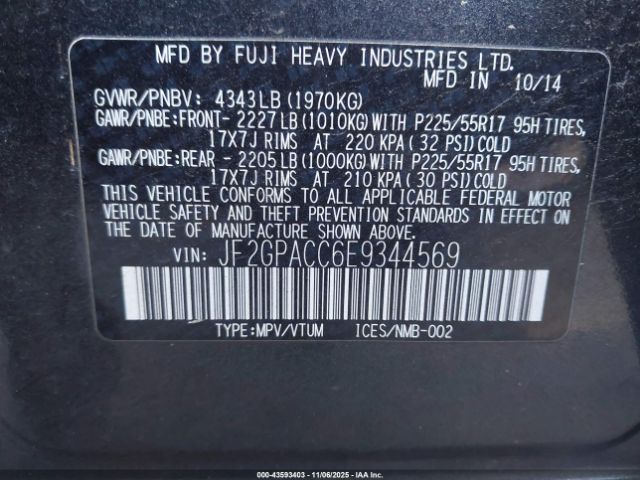 MFD BY FUJI HEAVY INDUSTRIES LTD.
MFD IN 10/14
GVWR/PNBV: 4343LB(1970KG)
GAWR/PNBE:FRONT- 2227LB(1010KG)WITH P225/55R17 95H TIRES,
17X7J RIMS AT 220 KPA( 32 PSI)COLD
GAWR/PNBE:REAR - 2205LB(1000KG)WITH P225/55R17 95H TIRES,
17X7J RIMS AT 210 KPA( 30 PSI)COLD
THIS VEHICLE CONFORMS TO ALL APPLICABLE FEDERAL MOTOR
VEHICLE SAFETY AND THEFT PREVENTION STANDARDS IN EFFECT ON
THE DATE OF MANUFACTURE SHOWN ABOVE.
VIN: JF2GPACC6E9344569
TYPE:MPV/VTUM ICES/NMB-002
000-43593403 - 11/06/2025 - IAA, Inc.